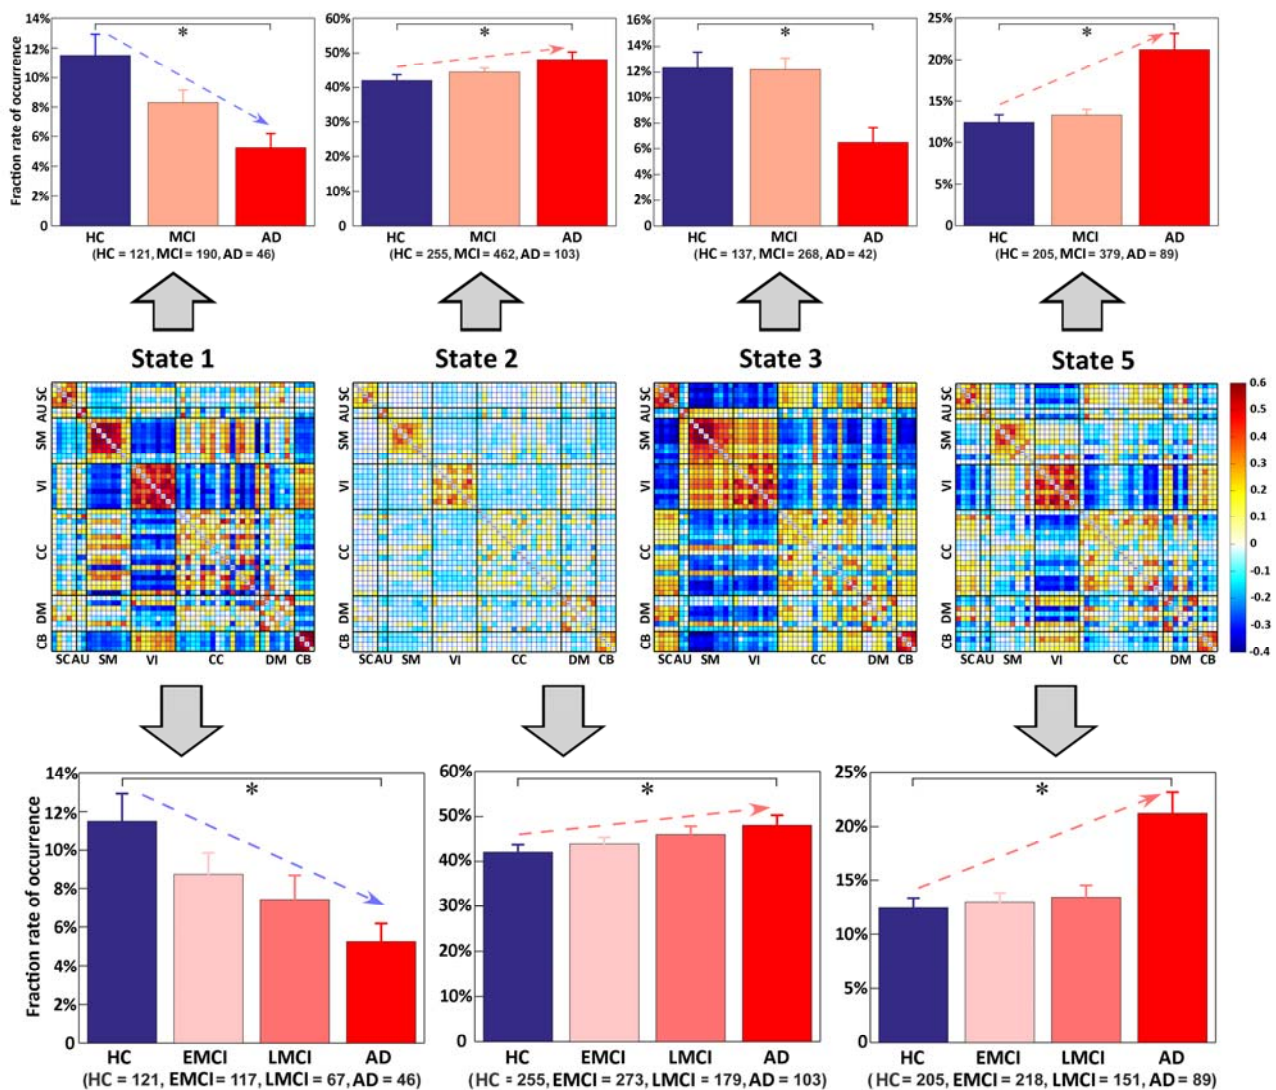 14%
12%
10%
8%
6%
4%
2%
0
Fraction rate of occurrence
*
HC MCI AD
(HC = 121, MCI = 190, AD = 46)
60%
50%
40%
30%
20%
10%
0
*
HC MCI AD
(HC = 255, MCI = 462, AD = 103)
16%
14%
12%
10%
8%
6%
4%
2%
0
*
HC MCI AD
(HC = 137, MCI = 268, AD = 42)
25%
20%
15%
10%
5%
0
*
HC MCI AD
(HC = 205, MCI = 379, AD = 89)
State 1 State 2 State 3 State 5
SC
AU
SM
VI
CC
DM
CB
SC AU SM VI CC DM CB
SC
AU
SM
VI
CC
DM
CB
SC AU SM VI CC DM CB
SC
AU
SM
VI
CC
DM
CB
SC AU SM VI CC DM CB
SC
AU
SM
VI
CC
DM
CB
SC AU SM VI CC DM CB
0.6
0.5
0.4
0.3
0.2
0.1
0
-0.1
-0.2
-0.3
-0.4
14%
12%
10%
8%
6%
4%
2%
0
Fraction rate of occurrence
*
HC EMCI LMCI AD
(HC = 121, EMCI = 117, LMCI = 67, AD = 46)
60%
50%
40%
30%
20%
10%
0
*
HC EMCI LMCI AD
(HC = 255, EMCI = 273, LMCI = 179, AD = 103)
25%
20%
15%
10%
5%
0
*
HC EMCI LMCI AD
(HC = 205, EMCI = 218, LMCI = 151, AD = 89)